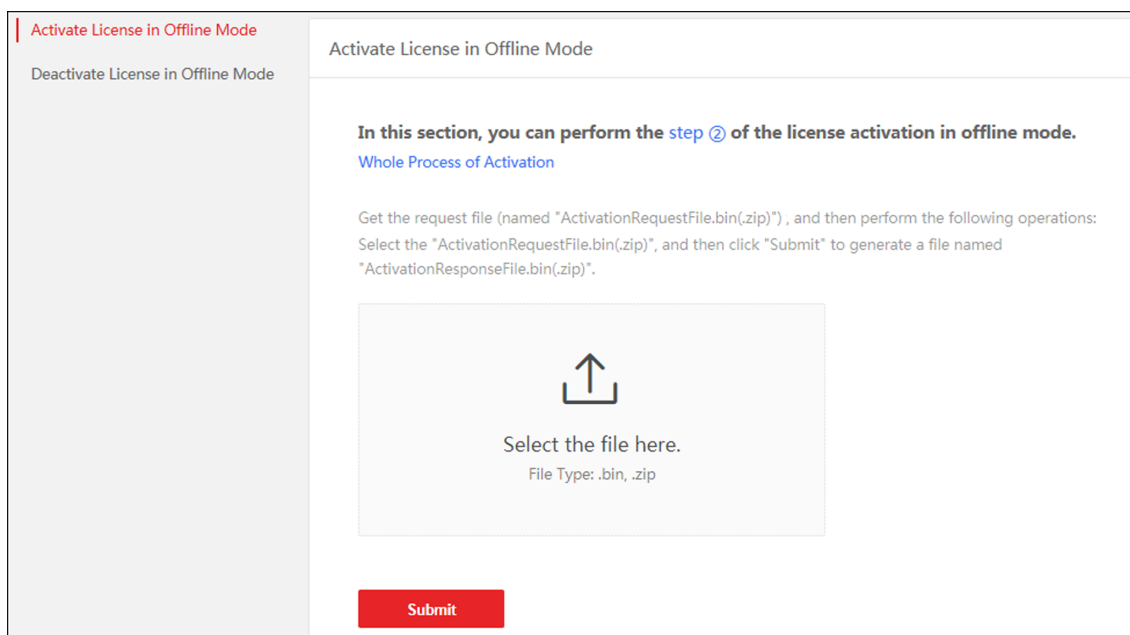 Activate License in Offline Mode
Deactivate License in Offline Mode
Activate License in Offline Mode
In this section, you can perform the step ② of the license activation in offline mode.
Whole Process of Activation
Get the request file (named "ActivationRequestFile.bin(.zip)") , and then perform the following operations:
Select the "ActivationRequestFile.bin(.zip)", and then click "Submit" to generate a file named
"ActivationResponseFile.bin(.zip)".
Select the file here.
File Type: .bin, .zip
Submit